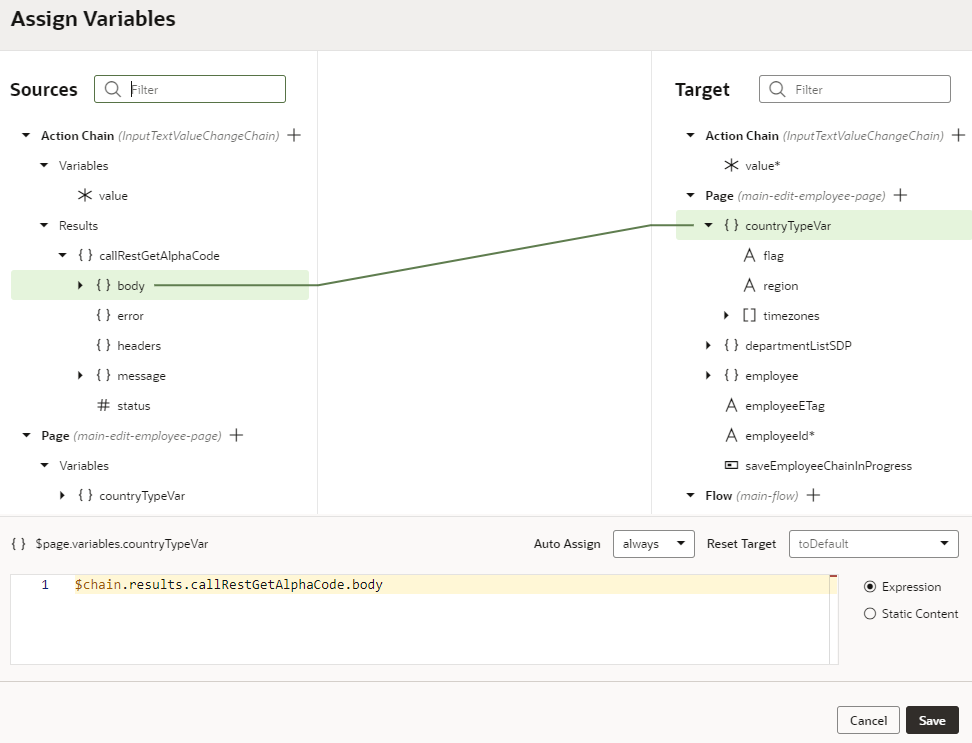 Assign Variables
Sources
Filter
Action Chain (InputTextValueChangeChain)
Variables
value
Results
{ } callRestGetAlphaCode
{ } body
{ } error
{ } headers
{ } message
# status
Page (main-edit-employee-page)
Variables
{ } countryTypeVar
Target
Filter
Action Chain (InputTextValueChangeChain)
value*
Page (main-edit-employee-page)
{ } countryTypeVar
A flag
A region
[ ] timezones
{ } departmentListSDP
{ } employee
A employeeETag
A employeeId*
saveEmployeeChainInProgress
Flow (main-flow)
{ } $page.variables.countryTypeVar
Auto Assign always Reset Target toDefault
1 $chain.results.callRestGetAlphaCode.body
Expression
Static Content
Cancel Save